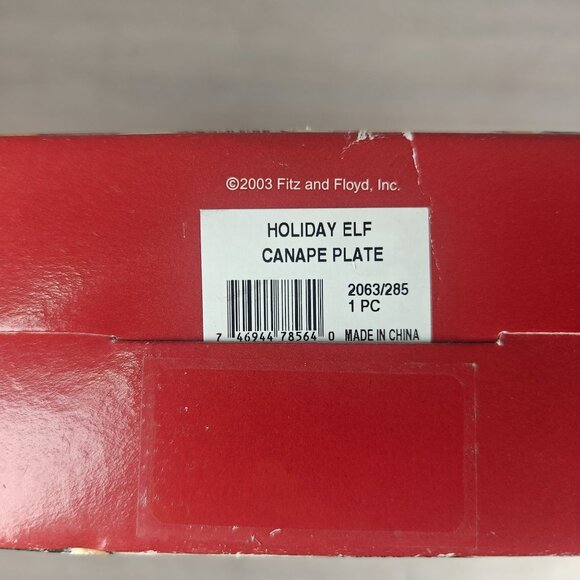 ©2003 Fitz and Floyd, Inc.
HOLIDAY ELF
CANAPE PLATE
2063/285
1 PC
7 46944 78564 0 MADE IN CHINA